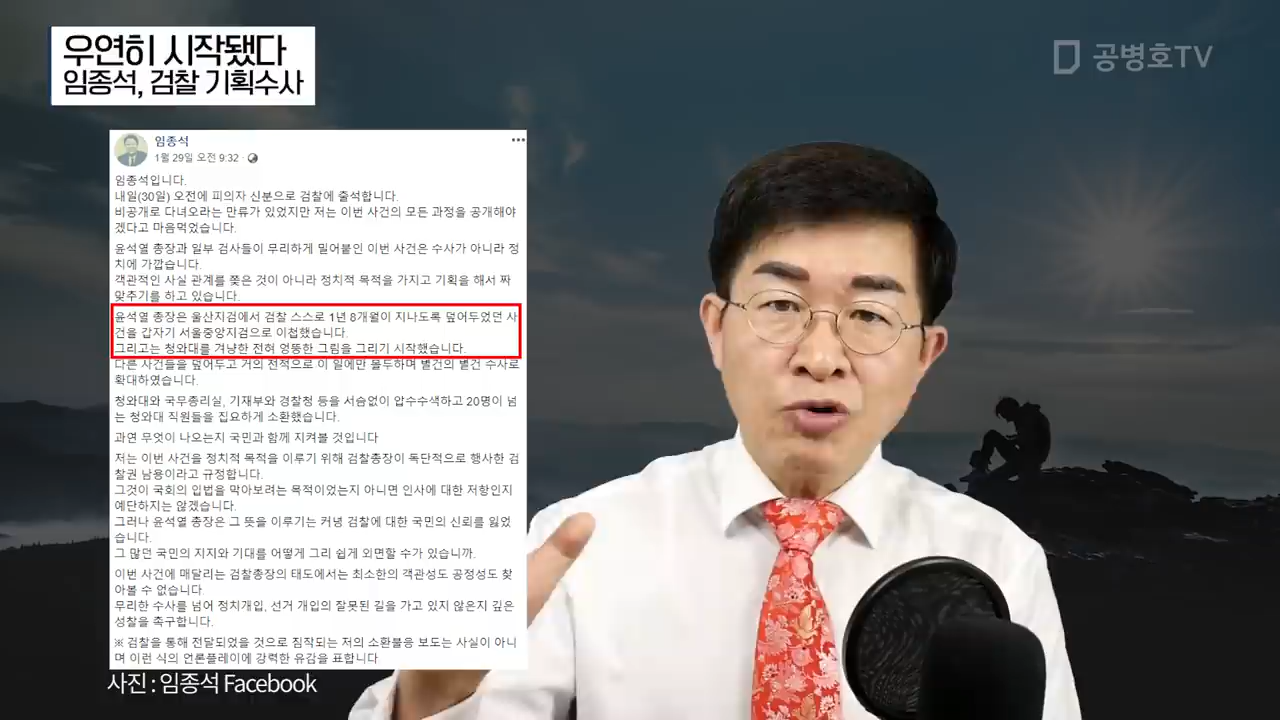 우연히 시작됐다
임종석, 검찰 기획수사
공병호TV
임종석
1월 29일 오전 9:32
임종석입니다.
내일(30일) 오전에 피의자 신분으로 검찰에 출석합니다.
비공개로 다녀오라는 만류가 있었지만 저는 이번 사건의 모든 과정을 공개해야
겠다고 마음먹었습니다.
윤석열 총장과 일부 검사들이 무리하게 밀어붙인 이번 사건은 수사가 아니라 정
치에 가깝습니다.
객관적인 사실 관계를 쫓은 것이 아니라 정치적 목적을 가지고 기획을 해서 짜
맞추기를 하고 있습니다.
윤석열 총장은 울산지검에서 검찰 스스로 1년 8개월이 지나도록 덮어두었던 사
건을 갑자기 서울중앙지검으로 이첩했습니다.
그리고는 청와대를 겨냥한 전혀 엉뚱한 그림을 그리기 시작했습니다.
다른 사건들을 덮어두고 거의 전적으로 이 일에만 몰두하며 별건의 별건 수사로
확대하였습니다.
청와대와 국무총리실, 기재부와 경찰청 등을 서슴없이 압수수색하고 20명이 넘
는 청와대 직원들을 집요하게 소환했습니다.
과연 무엇이 나오는지 국민과 함께 지켜볼 것입니다
저는 이번 사건을 정치적 목적을 이루기 위해 검찰총장이 독단적으로 행사한 검
찰권 남용이라고 규정합니다.
그것이 국회의 입법을 막아보려는 목적이었는지 아니면 인사에 대한 저항인지
예단하지는 않겠습니다.
그러나 윤석열 총장은 그 뜻을 이루기는 커녕 검찰에 대한 국민의 신뢰를 잃었
습니다.
그 많던 국민의 지지와 기대를 어떻게 그리 쉽게 외면할 수가 있습니까.
이번 사건에 매달리는 검찰총장의 태도에서는 최소한의 객관성도 공정성도 찾
아볼 수 없습니다.
무리한 수사를 넘어 정치개입, 선거 개입의 잘못된 길을 가고 있지 않은지 깊은
성찰을 촉구합니다.
※ 검찰을 통해 전달되었을 것으로 짐작되는 저의 소환불응 보도는 사실이 아니
며 이런 식의 언론플레이에 강력한 유감을 표합니다
사진 : 임종석 Facebook